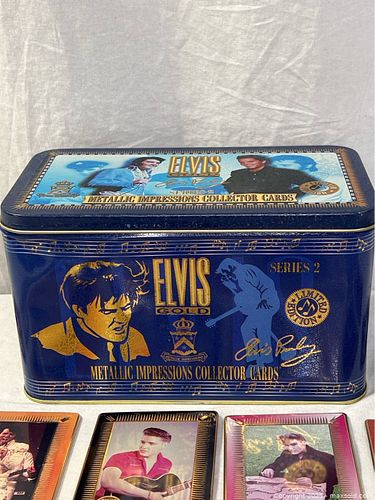 ELVIS
GOLD
SERIES 2
METALLIC IMPRESSIONS COLLECTOR CARDS
ELVIS
GOLD
SERIES 2
LIMITED
EDITION
Elvis Presley
METALLIC IMPRESSIONS COLLECTOR CARDS